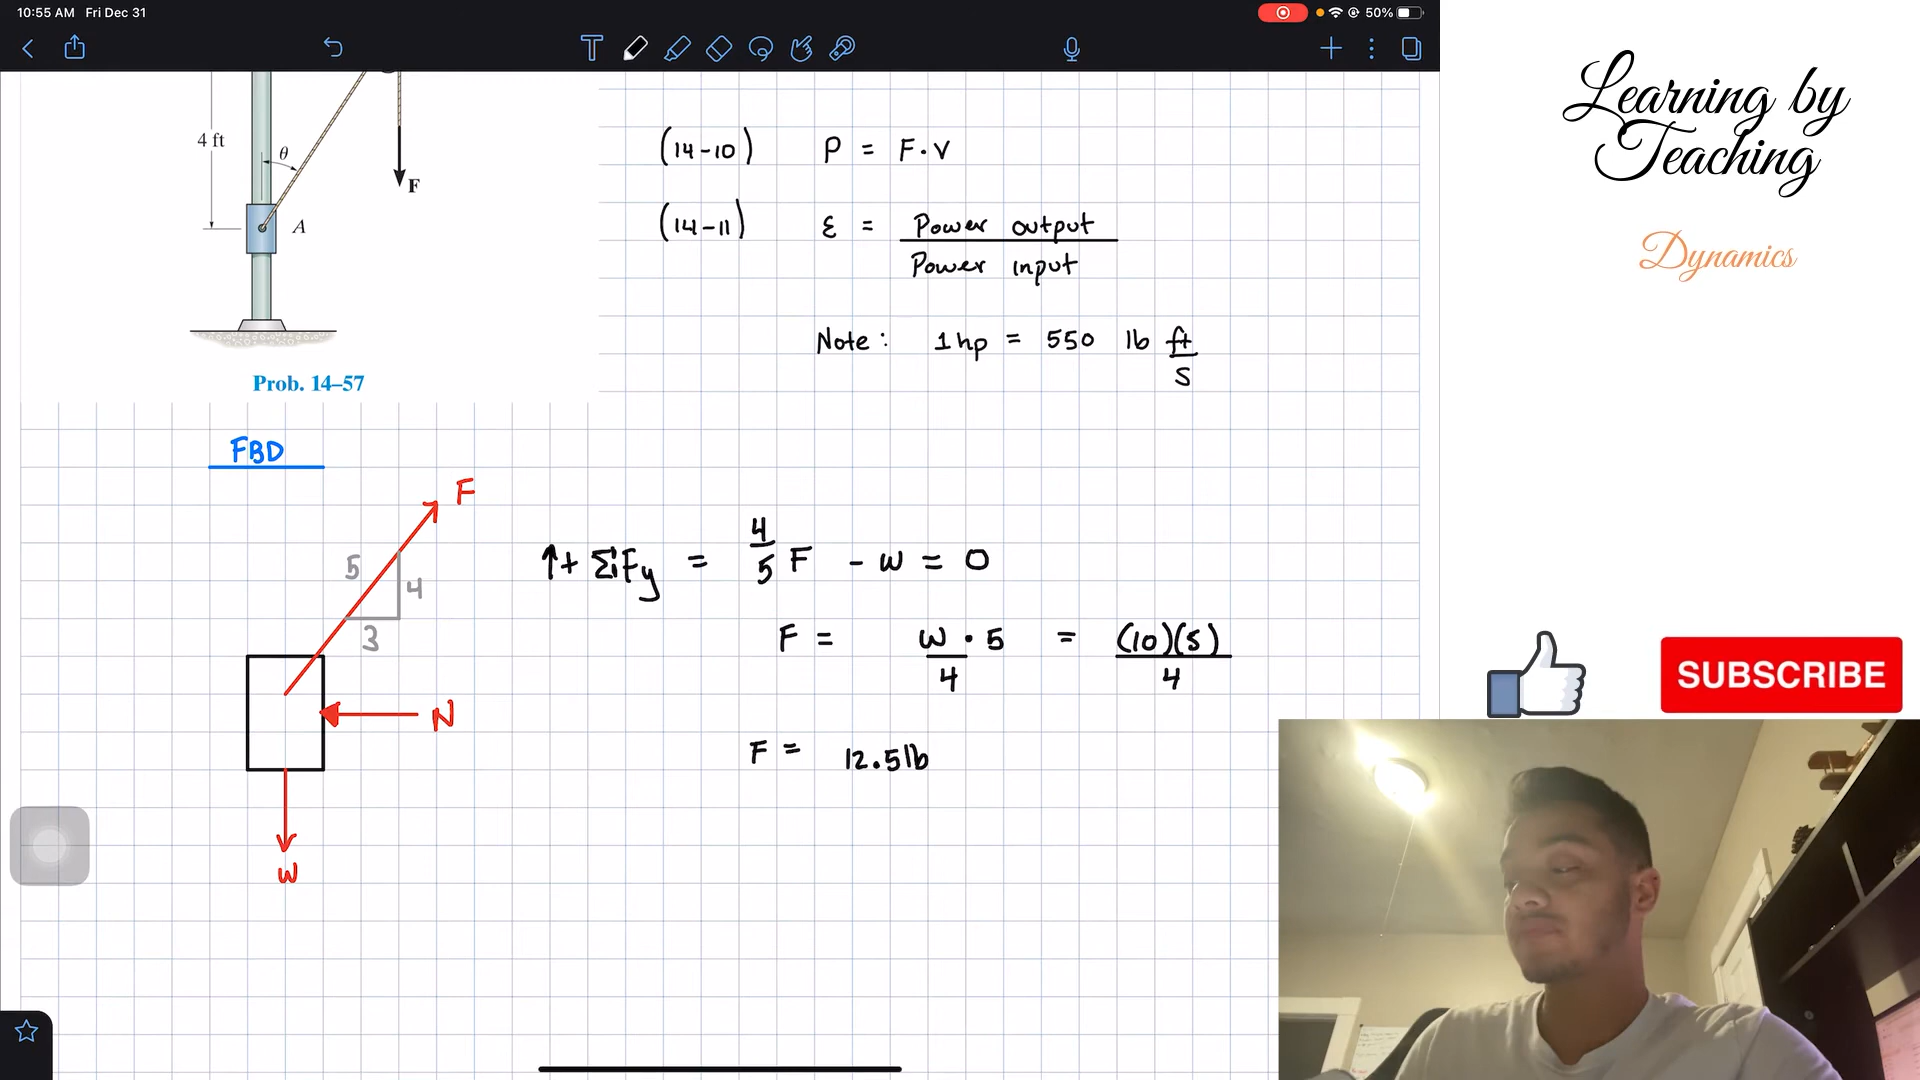 10:55 AM Fri Dec 31
50%
4 ft
θ
F
A
Prob. 14–57
(14-10) P = F · V
(14-11) ε = Power output / Power input
Note: 1 hp = 550 lb ft/s
FBD
F
5
4
3
N
W
↑+ ΣFy = 4/5 F - W = 0
F = W/4 · 5 = (10)(5)/4
F = 12.5 lb
Learning by
Teaching
Dynamics
SUBSCRIBE